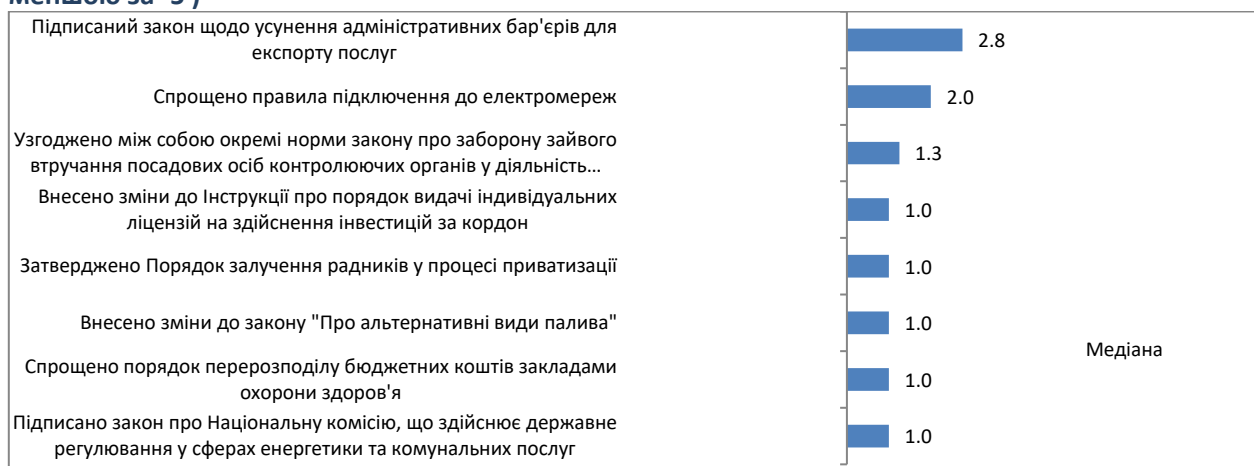 Підписаний закон щодо усунення адміністративних бар'єрів для
експорту послуг
2.8
Спрощено правила підключення до електромереж
2.0
Узгоджено між собою окремі норми закону про заборону зайвого
втручання посадових осіб контролюючих органів у діяльність…
1.3
Внесено зміни до Інструкції про порядок видачі індивідуальних
ліцензій на здійснення інвестицій за кордон
1.0
Затверджено Порядок залучення радників у процесі приватизації
1.0
Внесено зміни до закону "Про альтернативні види палива"
1.0
Медіана
Спрощено порядок перерозподілу бюджетних коштів закладами
охорони здоров'я
1.0
Підписано закон про Національну комісію, що здійснює державне
регулювання у сферах енергетики та комунальних послуг
1.0